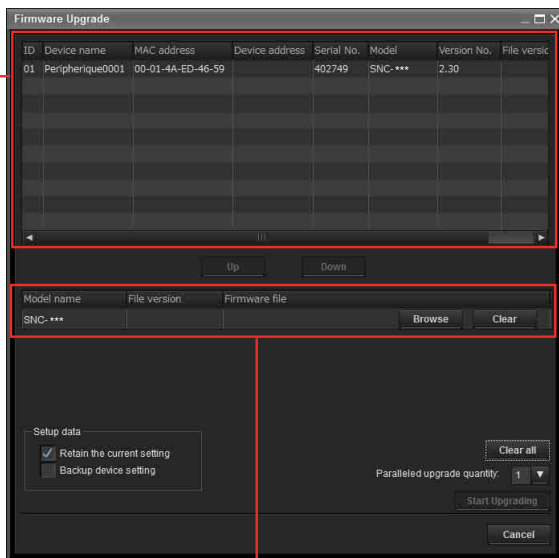 Firmware Upgrade
ID Device name MAC address Device address Serial No. Model Version No. File versic
01 Peripherique0001 00-01-4A-ED-46-59 402749 SNC-*** 2.30
Up Down
Model name File version Firmware file
SNC-*** Browse Clear
Setup data
Retain the current setting
Backup device setting
Clear all
Paralleled upgrade quantity: 1
Start Upgrading
Cancel